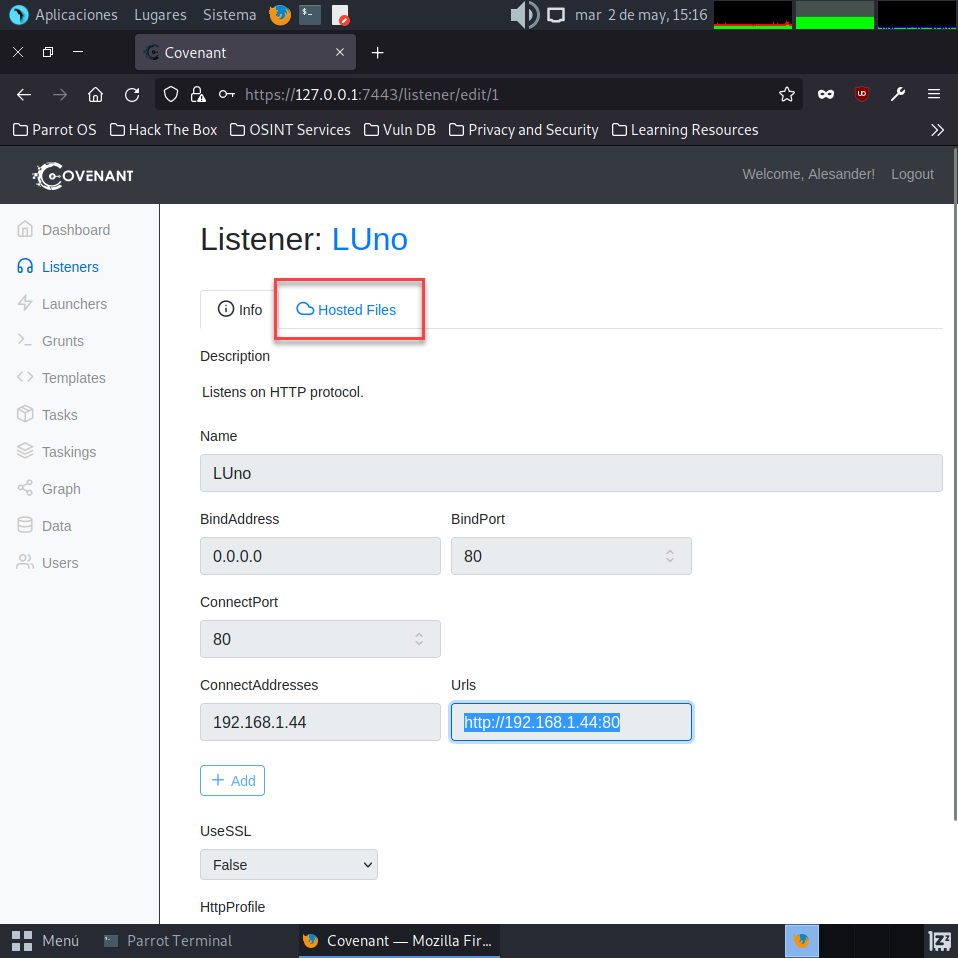 Aplicaciones Lugares Sistema mar 2 de may, 15:16
Covenant
https://127.0.0.1:7443/listener/edit/1
Parrot OS Hack The Box OSINT Services Vuln DB Privacy and Security Learning Resources
COVENANT Welcome, Alesander! Logout
Dashboard
Listeners
Launchers
Grunts
Templates
Tasks
Taskings
Graph
Data
Users
Listener: LUno
Info Hosted Files
Description
Listens on HTTP protocol.
Name
LUno
BindAddress BindPort
0.0.0.0 80
ConnectPort
80
ConnectAddresses Urls
192.168.1.44 http://192.168.1.44:80
+ Add
UseSSL
False
HttpProfile
Menú Parrot Terminal Covenant — Mozilla Fir...